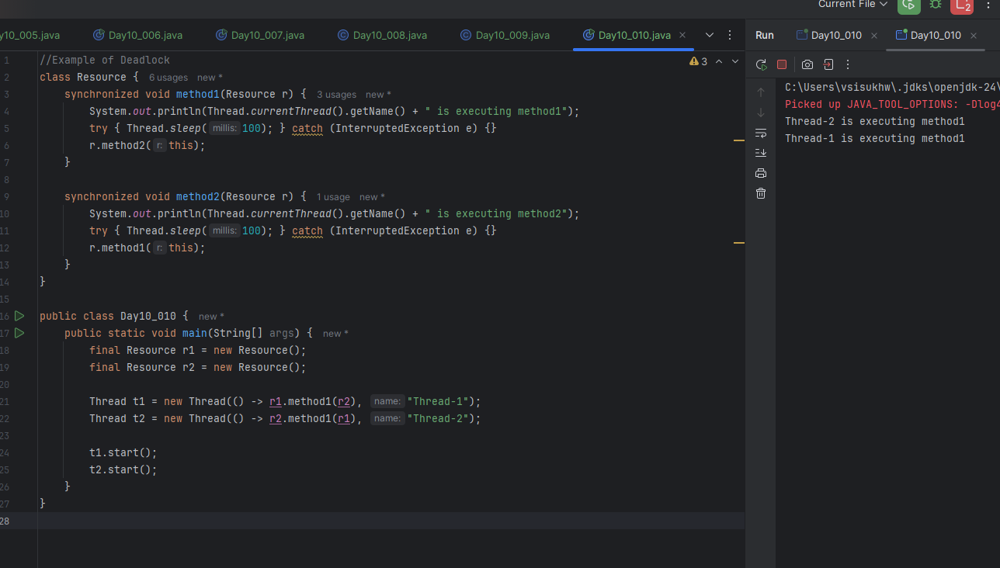 Current File
2
y10_005.java Day10_006.java Day10_007.java Day10_008.java Day10_009.java Day10_010.java Run Day10_010 Day10_010
1 //Example of Deadlock
3
2 class Resource { 6 usages new *
3 synchronized void method1(Resource r) { 3 usages new *
4 System.out.println(Thread.currentThread().getName() + " is executing method1");
5 try { Thread.sleep( millis: 100); } catch (InterruptedException e) {}
6 r.method2( r: this);
7 }
8
9 synchronized void method2(Resource r) { 1 usage new *
10 System.out.println(Thread.currentThread().getName() + " is executing method2");
11 try { Thread.sleep( millis: 100); } catch (InterruptedException e) {}
12 r.method1( r: this);
13 }
14 }
15
16 public class Day10_010 { new *
17 public static void main(String[] args) { new *
18 final Resource r1 = new Resource();
19 final Resource r2 = new Resource();
20
21 Thread t1 = new Thread(() -> r1.method1(r2), name: "Thread-1");
22 Thread t2 = new Thread(() -> r2.method1(r1), name: "Thread-2");
23
24 t1.start();
25 t2.start();
26 }
27 }
28
C:\Users\vsisukhw\.jdks\openjdk-24\
Picked up JAVA_TOOL_OPTIONS: -Dlog4
Thread-2 is executing method1
Thread-1 is executing method1